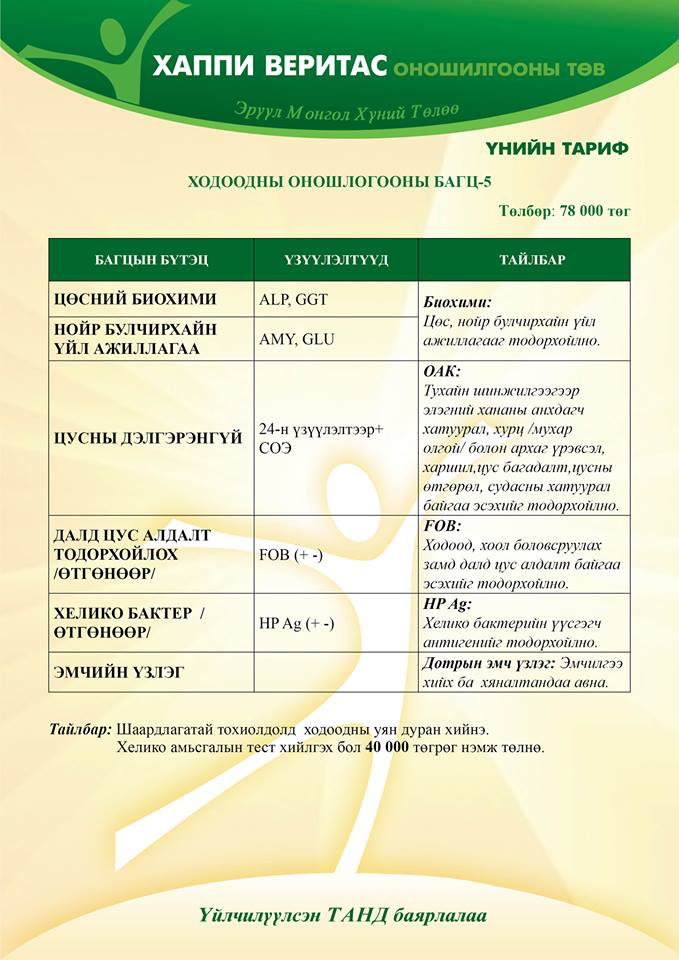 ХАППИ ВЕРИТАС ОНОШИЛГООНЫ ТӨВ
Эрүүл Монгол Хүний Төлөө
ҮНИЙН ТАРИФ
ХОДООДНЫ ОНОШЛОГООНЫ БАГЦ-5
Төлбөр: 78 000 төг
БАГЦЫН БҮТЭЦ
ҮЗҮҮЛЭЛТҮҮД
ТАЙЛБАР
ЦӨСНИЙ БИОХИМИ
ALP, GGT
Биохими:
Цөс, нойр булчирхайн үйл
ажиллагааг тодорхойлно.
НОЙР БУЛЧИРХАЙН
ҮЙЛ АЖИЛЛАГАА
AMY, GLU
ЦУСНЫ ДЭЛГЭРЭНГҮЙ
24-н үзүүлэлтээр+
СОЭ
ОАК:
Тухайн шинжилгээгээр
элэгний хананы анхдагч
хатуурал, хурц /мухар
олгой/ болон архаг үрэвсэл,
харшил,цус багадалт,цусны
өтгөрөл, судасны хатуурал
байгаа эсэхийг тодорхойлно.
ДАЛД ЦУС АЛДАЛТ
ТОДОРХОЙЛОХ
/ӨТГӨНӨӨР/
FOB (+ -)
FOB:
Ходоод, хоол боловсруулах
замд далд цус алдалт байгаа
эсэхийг тодорхойлно.
ХЕЛИКО БАКТЕР /
ӨТГӨНӨӨР/
HP Ag (+ -)
HP Ag:
Хелико бактерийн үүсгэгч
антигенийг тодорхойлно.
ЭМЧИЙН ҮЗЛЭГ
Дотрын эмч үзлэг: Эмчилгээ
хийх ба хяналтандаа авна.
Тайлбар: Шаардлагатай тохиолдолд ходоодны уян дуран хийнэ.
Хелико амьсгалын тест хийлгэх бол 40 000 төгрөг нэмж төлнө.
Үйлчилүүлсэн ТАНД баярлалаа